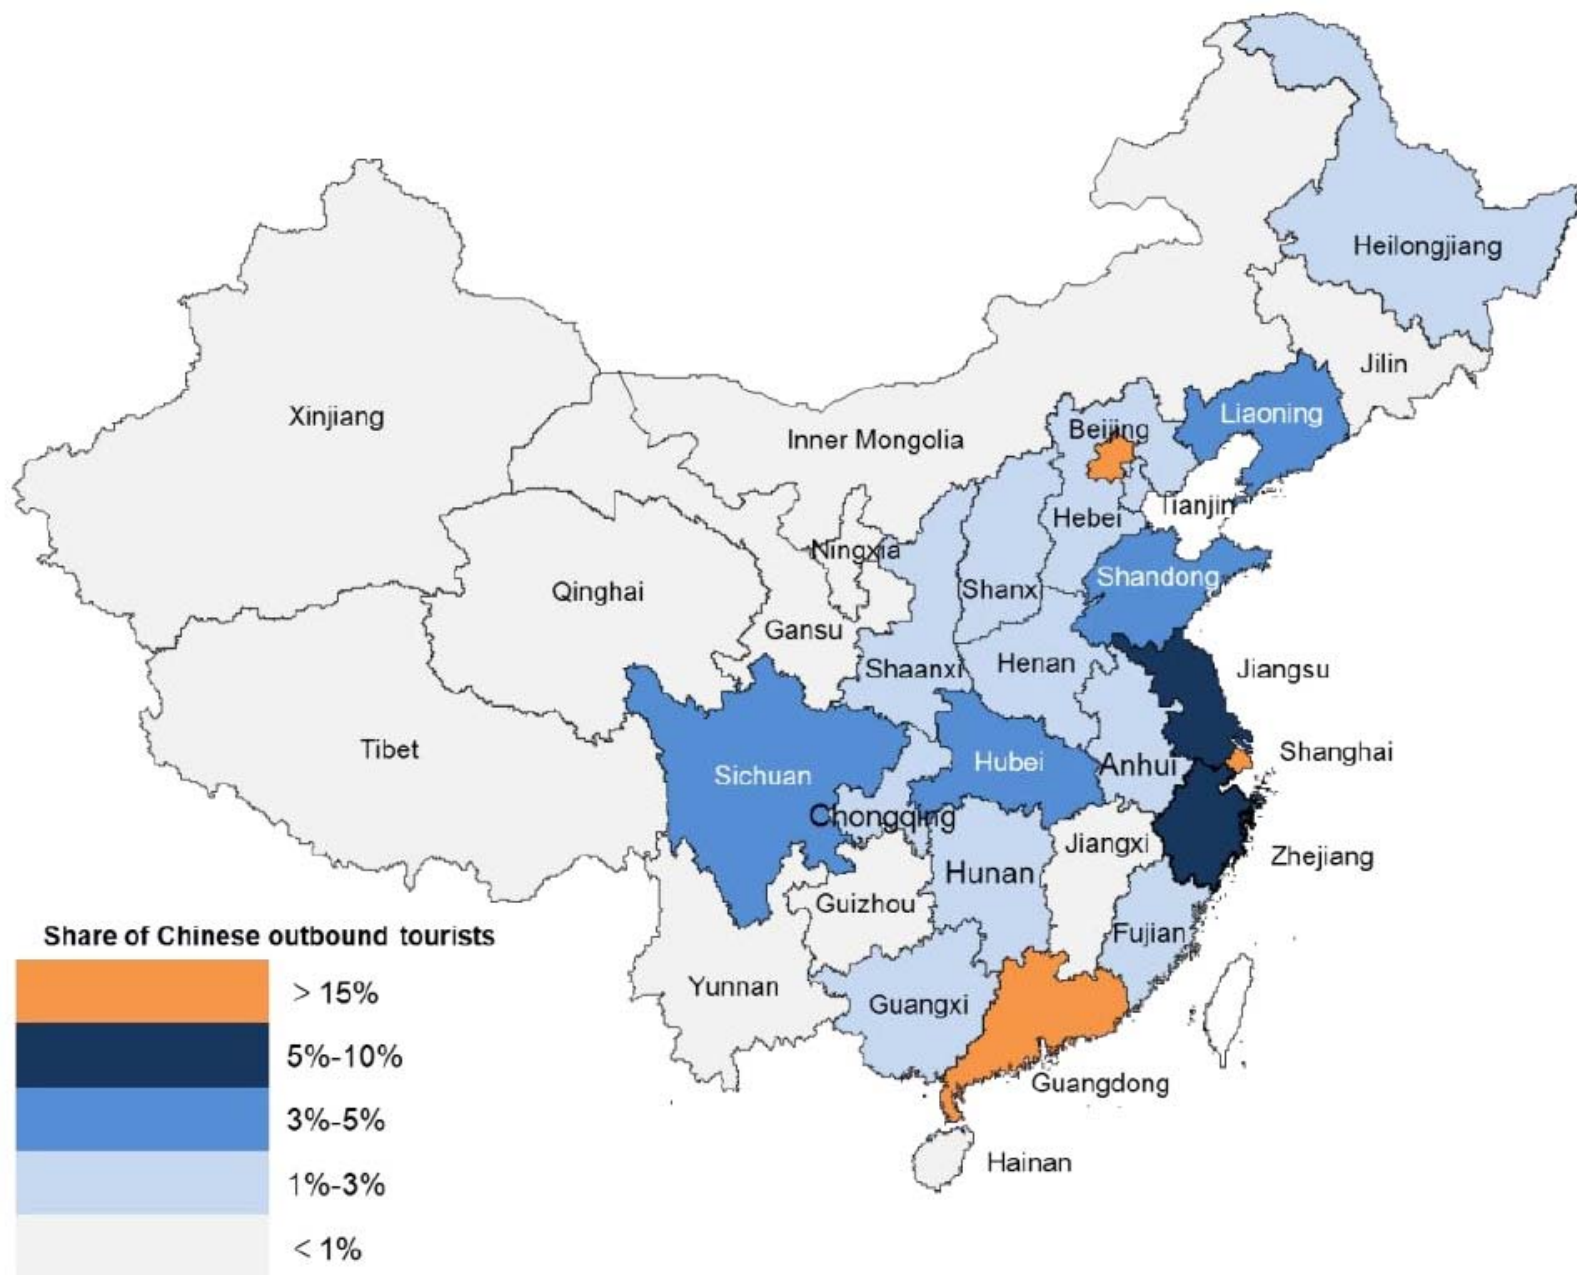 Heilongjiang
Jilin
Liaoning
Xinjiang
Beijing
Inner Mongolia
Tianjin
Hebei
Ningxia
Shandong
Qinghai
Shanxi
Gansu
Shaanxi
Henan
Jiangsu
Tibet
Shanghai
Sichuan
Hubei
Anhui
Chongqing
Jiangxi
Zhejiang
Hunan
Guizhou
Fujian
Yunnan
Guangxi
Guangdong
Hainan
Share of Chinese outbound tourists
> 15%
5%-10%
3%-5%
1%-3%
< 1%